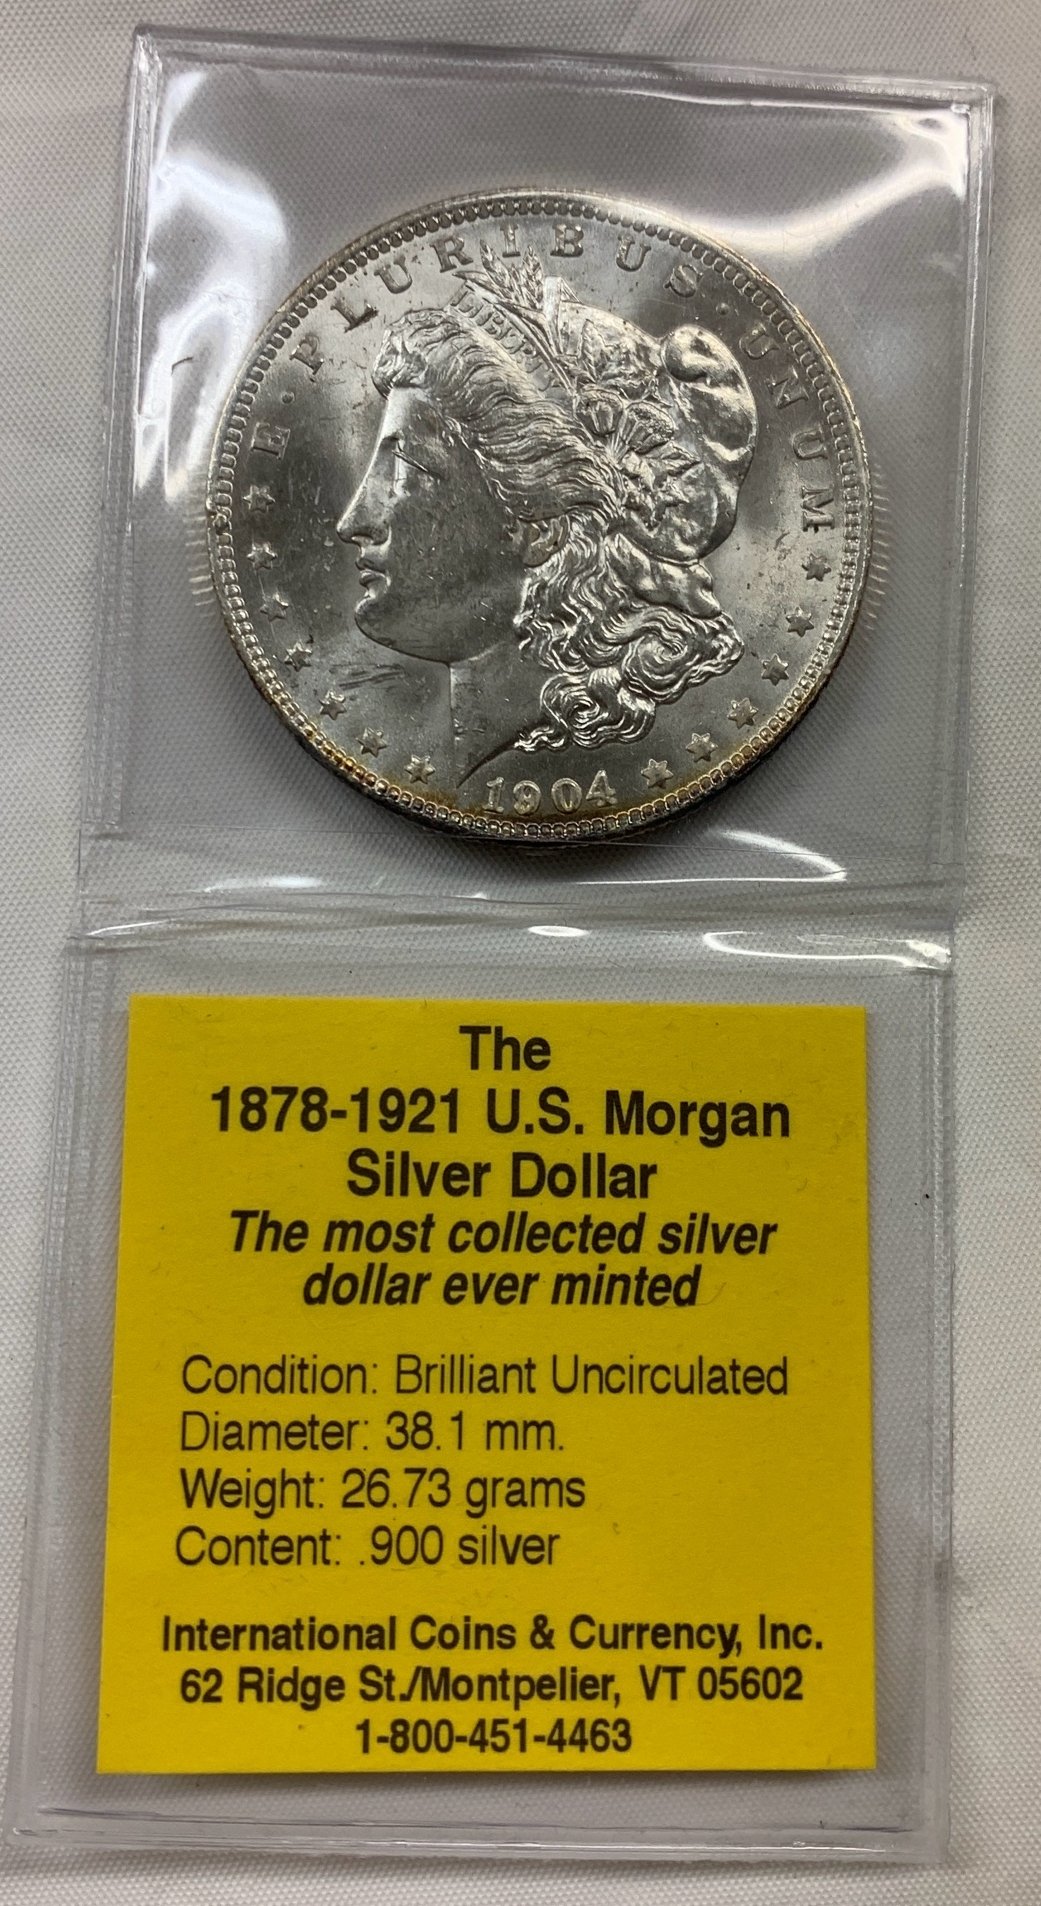 E · PLURIBUS · UNUM
LIBERTY
1904
The
1878-1921 U.S. Morgan
Silver Dollar
The most collected silver
dollar ever minted
Condition: Brilliant Uncirculated
Diameter: 38.1 mm.
Weight: 26.73 grams
Content: .900 silver
International Coins & Currency, Inc.
62 Ridge St./Montpelier, VT 05602
1-800-451-4463